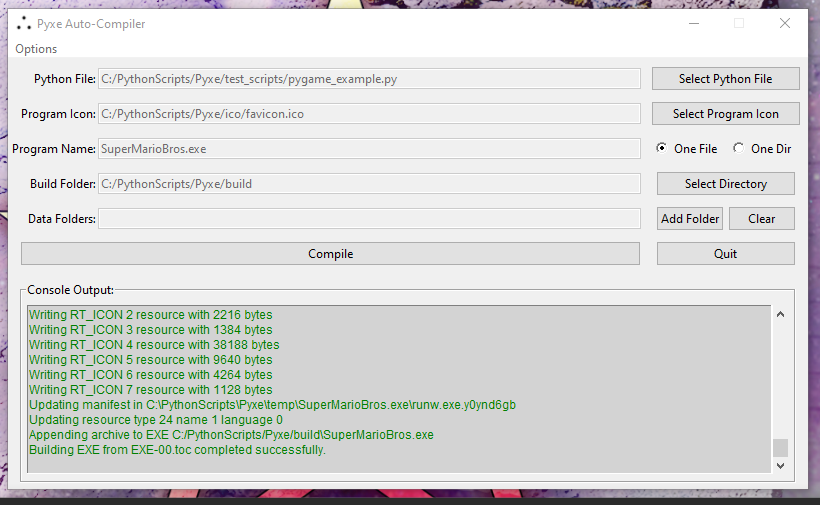 Pyxe Auto-Compiler
Options
Python File: C:/PythonScripts/Pyxe/test_scripts/pygame_example.py Select Python File
Program Icon: C:/PythonScripts/Pyxe/ico/favicon.ico Select Program Icon
Program Name: SuperMarioBros.exe One File One Dir
Build Folder: C:/PythonScripts/Pyxe/build Select Directory
Data Folders: Add Folder Clear
Compile Quit
Console Output:
Writing RT_ICON 2 resource with 2216 bytes
Writing RT_ICON 3 resource with 1384 bytes
Writing RT_ICON 4 resource with 38188 bytes
Writing RT_ICON 5 resource with 9640 bytes
Writing RT_ICON 6 resource with 4264 bytes
Writing RT_ICON 7 resource with 1128 bytes
Updating manifest in C:\PythonScripts\Pyxe\temp\SuperMarioBros.exe\runw.exe.y0ynd6gb
Updating resource type 24 name 1 language 0
Appending archive to EXE C:/PythonScripts/Pyxe/build\SuperMarioBros.exe
Building EXE from EXE-00.toc completed successfully.